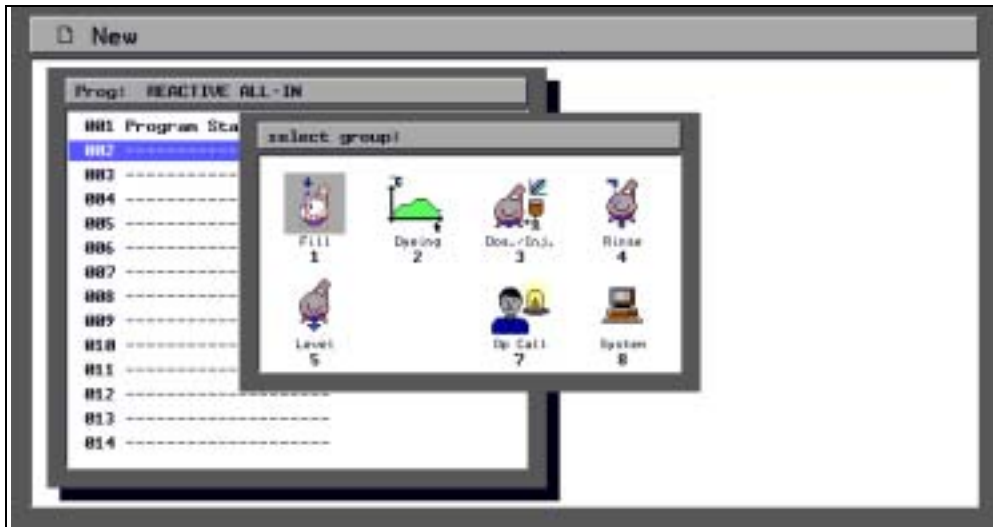 New
Prog: REACTIVE ALL-IN
001 Program Sta
002 --------------
003 --------------
004 --------------
005 --------------
006 --------------
007 --------------
008 --------------
009 --------------
010 --------------
011 --------------
012 -------------------------
013 -------------------------
014 -------------------------
select group:
Fill
1
°C
t
Dyeing
2
Dos./Inj.
3
Rinse
4
Level
5
Op Call
7
System
8